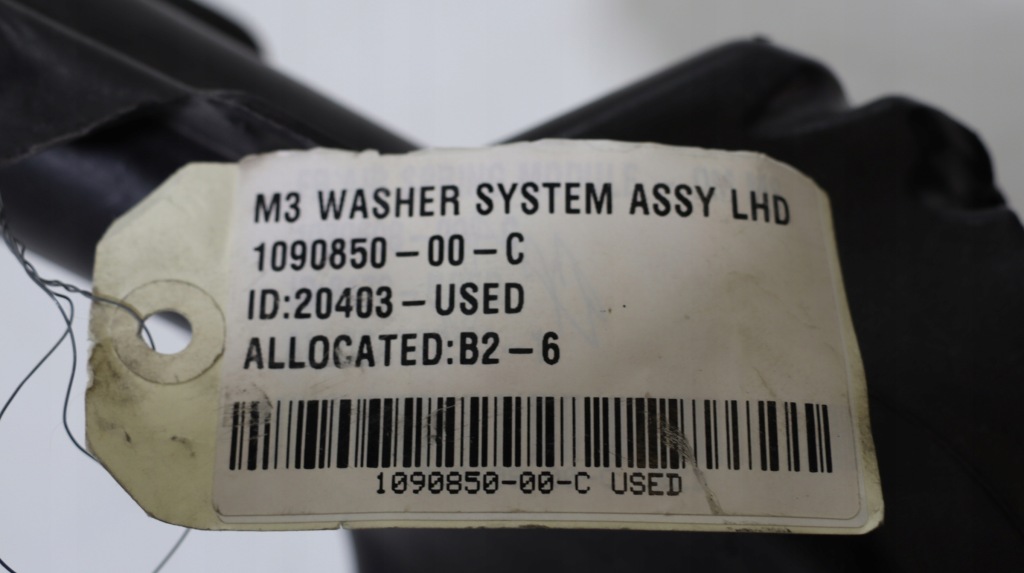 M3 WASHER SYSTEM ASSY LHD
1090850-00-C
ID:20403-USED
ALLOCATED:B2-6
1090850-00-C USED